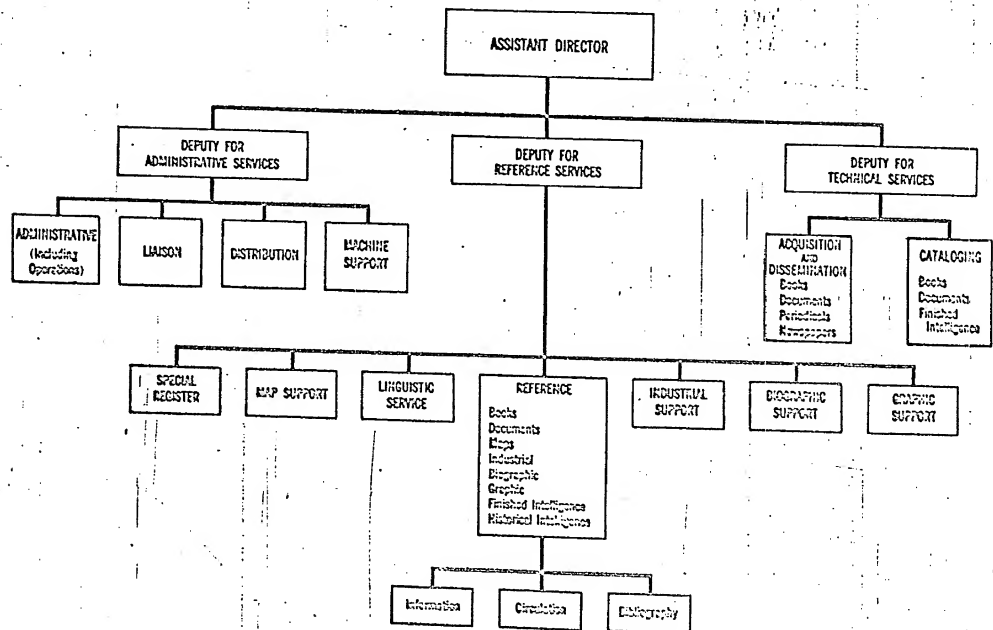 ASSISTANT DIRECTOR
DEPUTY FOR
ADMINISTRATIVE SERVICES
DEPUTY FOR
REFERENCE SERVICES
DEPUTY FOR
TECHNICAL SERVICES
ADMINISTRATIVE
(Including
Operations)
LIAISON
DISTRIBUTION
MACHINE
SUPPORT
ACQUISITION
AND
DISSEMINATION
Books
Documents
Periodicals
Newspapers
CATALOGING
Books
Documents
Finished
Intelligence
SPECIAL
REGISTER
MAP SUPPORT
LINGUISTIC
SERVICE
REFERENCE
Books
Documents
Maps
Industrial
Biographic
Graphic
Finished Intelligence
Historical Intelligence
INDUSTRIAL
SUPPORT
BIOGRAPHIC
SUPPORT
GRAPHIC
SUPPORT
Information
Circulation
Bibliography